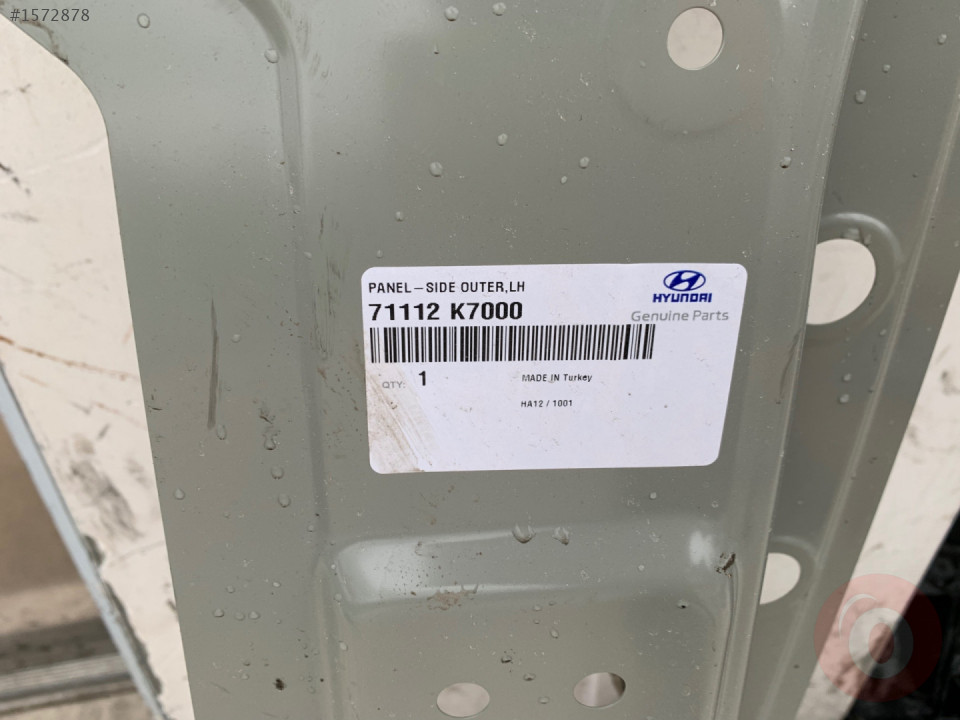 #1572878
PANEL-SIDE OUTER,LH
71112 K7000
HYUNDAI
Genuine Parts
QTY: 1
MADE IN Turkey
HA12 / 1001